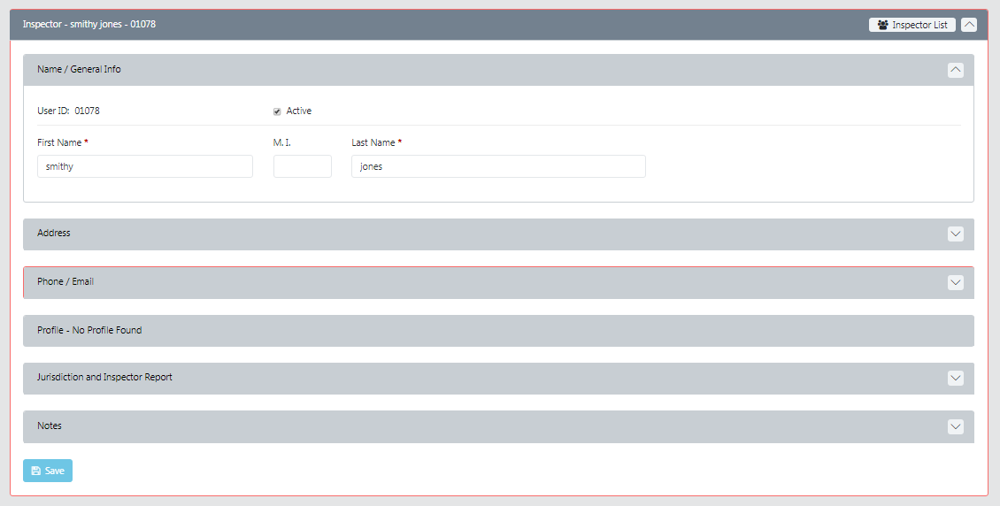 Inspector - smithy jones - 01078
Inspector List
Name / General Info
User ID: 01078
Active
First Name *
M. I.
Last Name *
smithy
jones
Address
Phone / Email
Profile - No Profile Found
Jurisdiction and Inspector Report
Notes
Save